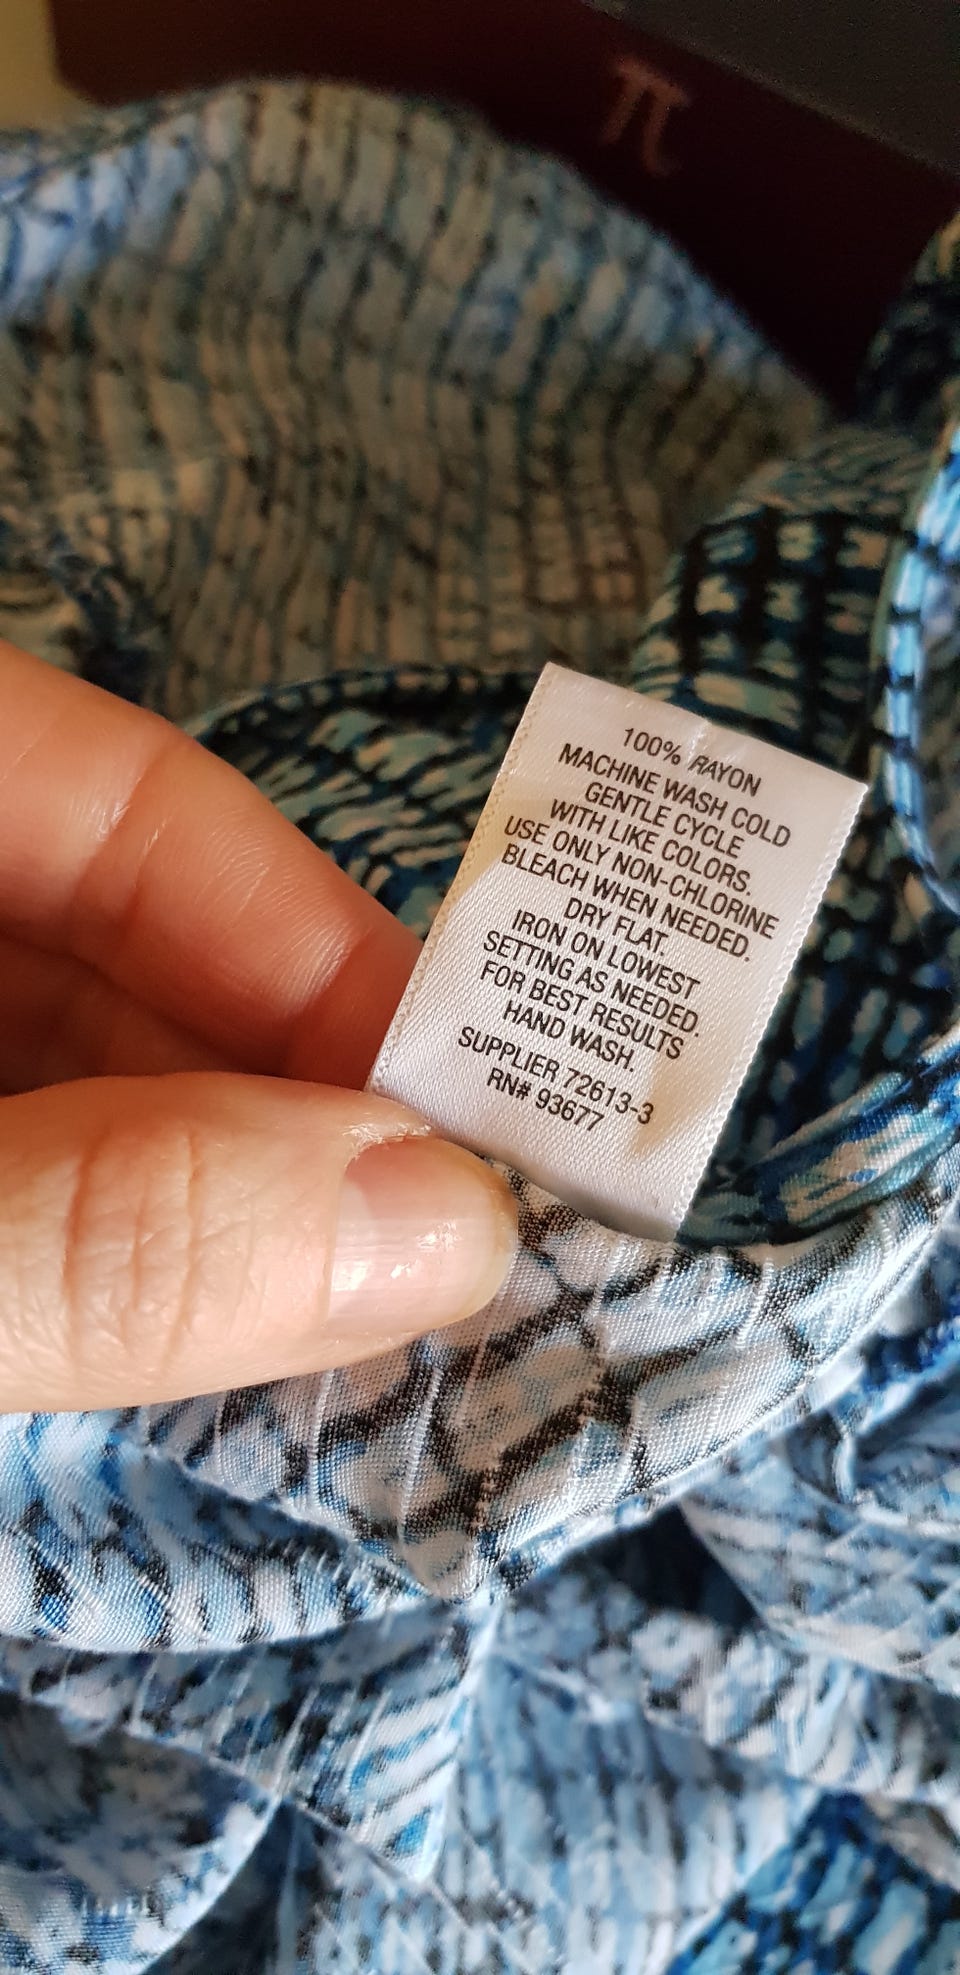 π
100% RAYON
MACHINE WASH COLD
GENTLE CYCLE
WITH LIKE COLORS.
USE ONLY NON-CHLORINE
BLEACH WHEN NEEDED.
DRY FLAT.
IRON ON LOWEST
SETTING AS NEEDED.
FOR BEST RESULTS
HAND WASH.
SUPPLIER 72613-3
RN# 93677